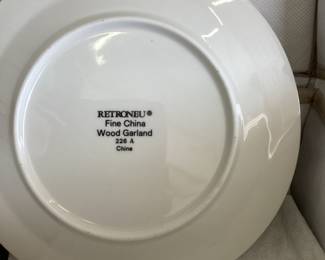 RETRONEU®
Fine China
Wood Garland
226 A
China